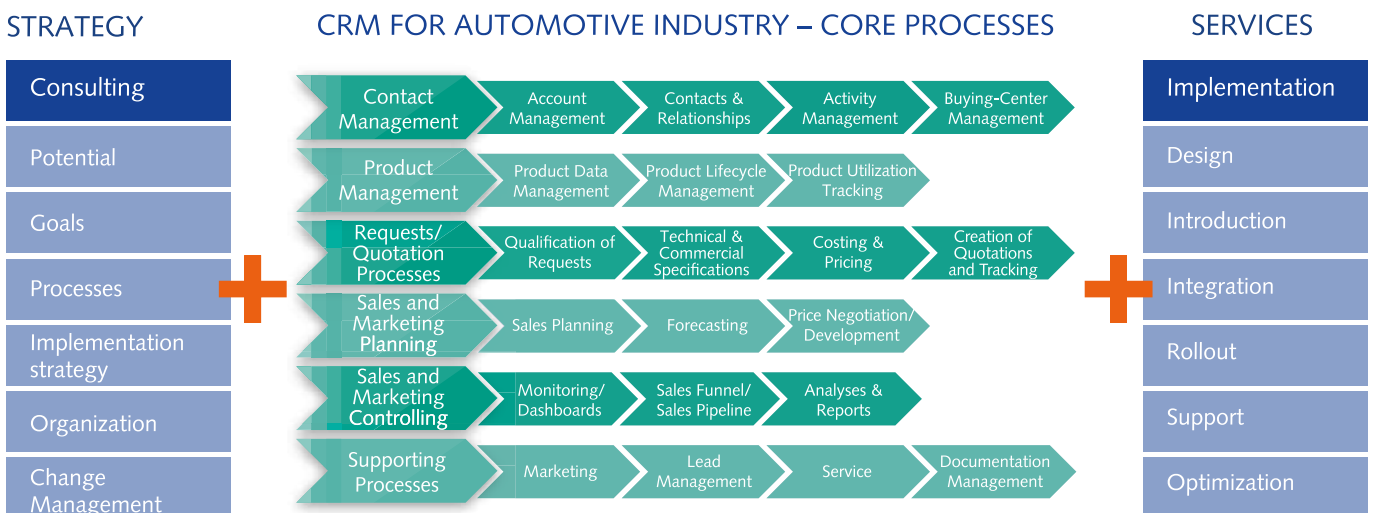 STRATEGY
Consulting
Potential
Goals
Processes
Implementation
strategy
Organization
Change
Management
CRM FOR AUTOMOTIVE INDUSTRY – CORE PROCESSES
Contact
Management
Account
Management
Contacts &
Relationships
Activity
Management
Buying-Center
Management
Product
Management
Product Data
Management
Product Lifecycle
Management
Product Utilization
Tracking
Requests/
Quotation
Processes
Qualification of
Requests
Technical &
Commercial
Specifications
Costing &
Pricing
Creation of
Quotations
and Tracking
Sales and
Marketing
Planning
Sales Planning
Forecasting
Price Negotiation/
Development
Sales and
Marketing
Controlling
Monitoring/
Dashboards
Sales Funnel/
Sales Pipeline
Analyses &
Reports
Supporting
Processes
Marketing
Lead
Management
Service
Documentation
Management
SERVICES
Implementation
Design
Introduction
Integration
Rollout
Support
Optimization